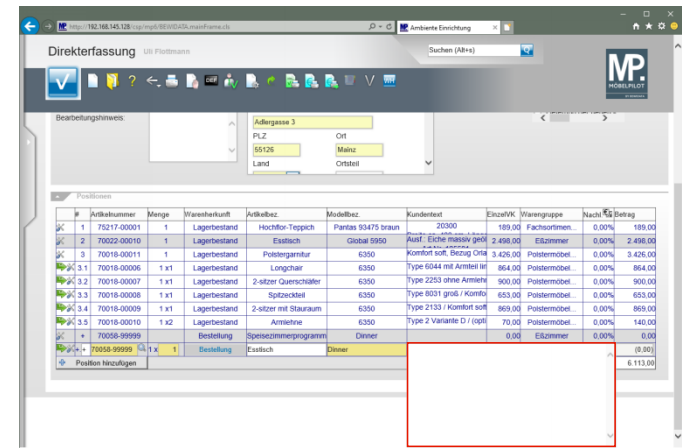 http://192.168.145.128/csp/mp8/BEWIDATA.mainFrame.cls
Ambiente Einrichtung
Direkterfassung Uli Flottmann
Suchen (Alt+s)
MP.
MÖBELPILOT
Bearbeitungshinweis:
Adlergasse 3
PLZ Ort
55126 Mainz
Land Ortsteil
Positionen
# Artikelnummer Menge Warenherkunft Artikelbez. Modellbez. Kundentext EinzelVK Warengruppe Nachl Betrag
1 75217-00001 1 Lagerbestand Hochflor-Teppich Pantas 93475 braun 20300 189,00 Fachsortimen... 0,00% 189,00
2 70022-00010 1 Lagerbestand Esstisch Global 5950 Ausf.: Eiche massiv geöl 2.498,00 Eßzimmer 0,00% 2.498,00
3 70018-00011 1 Lagerbestand Polstergarnitur 6350 Komfort soft, Bezug Orla 3.426,00 Polstermöbel... 0,00% 3.426,00
3.1 70018-00006 1 x1 Lagerbestand Longchair 6350 Type 6044 mit Armteil lin 864,00 Polstermöbel... 0,00% 864,00
3.2 70018-00007 1 x1 Lagerbestand 2-sitzer Querschläfer 6350 Type 2253 ohne Armlehn 900,00 Polstermöbel... 0,00% 900,00
3.3 70018-00008 1 x1 Lagerbestand Spitzeckteil 6350 Type 8031 groß / Komfo 653,00 Polstermöbel... 0,00% 653,00
3.4 70018-00009 1 x1 Lagerbestand 2-sitzer mit Stauraum 6350 Type 2133 / Komfort soft 869,00 Polstermöbel... 0,00% 869,00
3.5 70018-00010 1 x2 Lagerbestand Armlehne 6350 Type 2 Variante D / (opti 70,00 Polstermöbel... 0,00% 140,00
+ 70058-99999 Bestellung Speisezimmerprogramm Dinner 0,00 Eßzimmer 0,00% 0,00
+.+ 70058-99999 1 x 1 Bestellung Esstisch Dinner (0,00)
Position hinzufügen 6.113,00